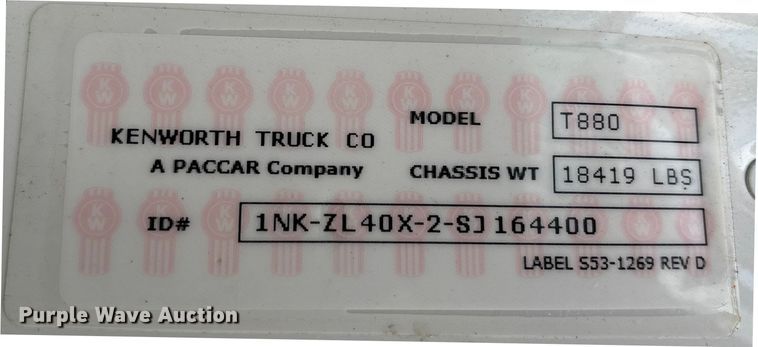 KENWORTH TRUCK CO
A PACCAR Company
MODEL T880
CHASSIS WT 18419 LBS
ID# 1NK-ZL40X-2-SJ164400
LABEL S53-1269 REV D
Purple Wave Auction